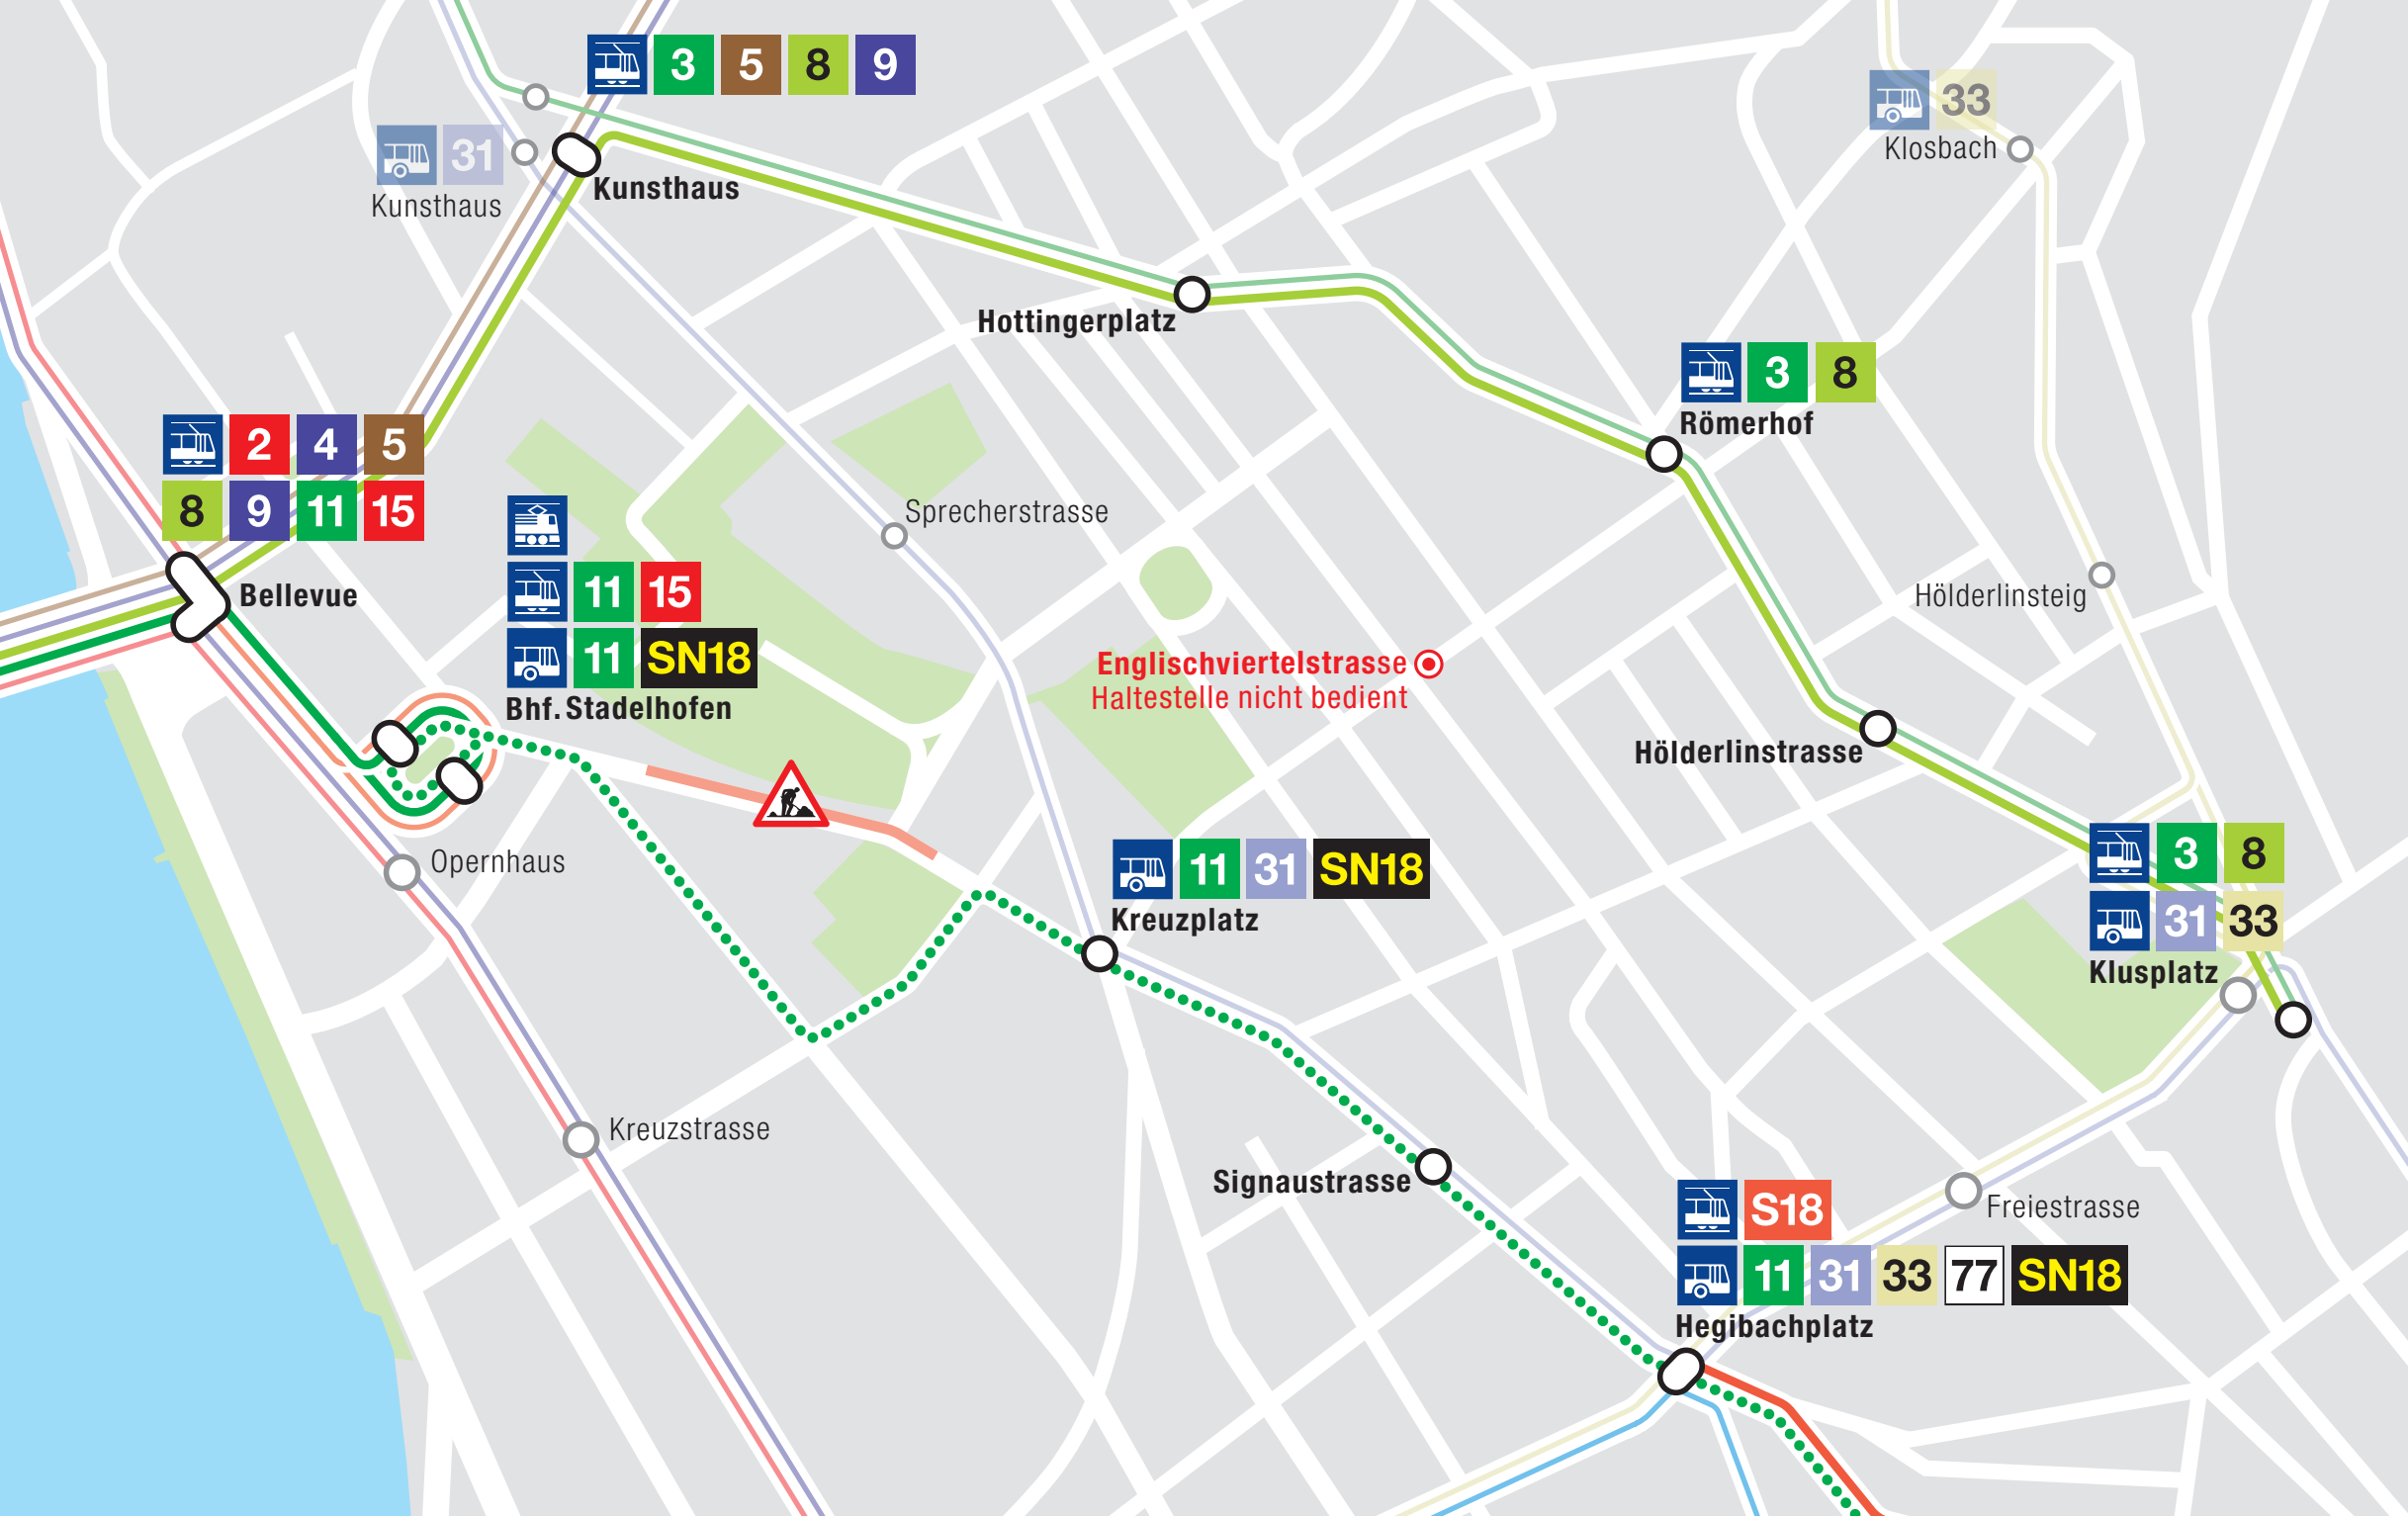 3 5 8 9
31
Kunsthaus
Kunsthaus
33
Klosbach
Hottingerplatz
3 8
Römerhof
2 4 5
8 9 11 15
Bellevue
11 15
11 SN18
Bhf. Stadelhofen
Sprecherstrasse
Hölderlinsteig
Englischviertelstrasse
Haltestelle nicht bedient
Hölderlinstrasse
Opernhaus
11 31 SN18
Kreuzplatz
3 8
31 33
Klusplatz
Kreuzstrasse
Signaustrasse
S18
11 31 33 77 SN18
Hegibachplatz
Freiestrasse